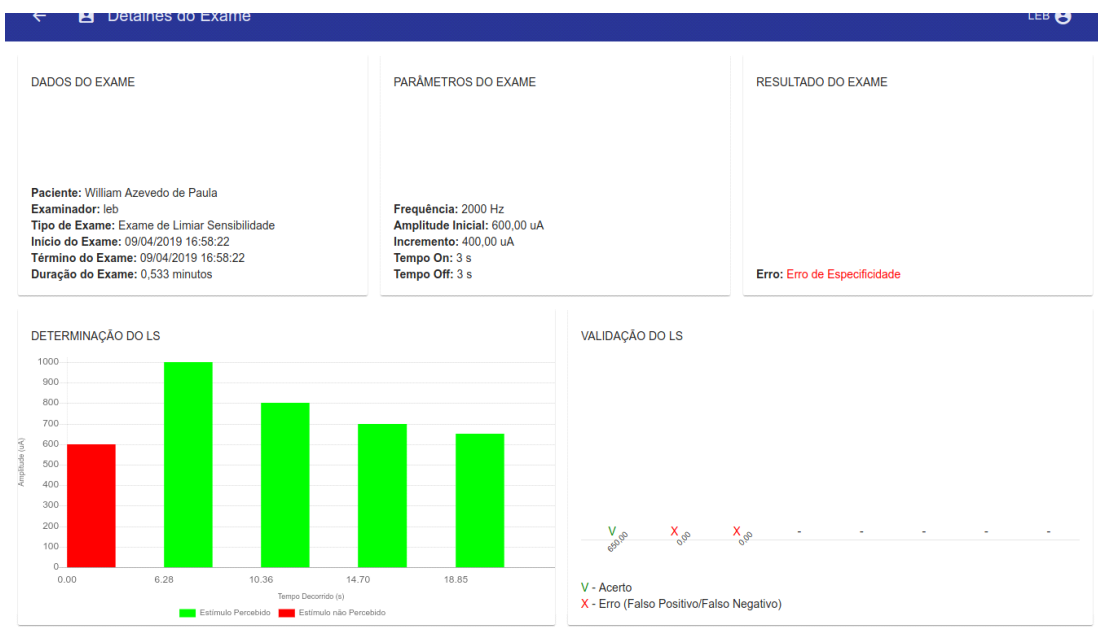 Detalhes do Exame
LEB
DADOS DO EXAME
Paciente: William Azevedo de Paula
Examinador: leb
Tipo de Exame: Exame de Limiar Sensibilidade
Início do Exame: 09/04/2019 16:58:22
Término do Exame: 09/04/2019 16:58:22
Duração do Exame: 0,533 minutos
PARÂMETROS DO EXAME
Frequência: 2000 Hz
Amplitude Inicial: 600,00 uA
Incremento: 400,00 uA
Tempo On: 3 s
Tempo Off: 3 s
RESULTADO DO EXAME
Erro: Erro de Especificidade
DETERMINAÇÃO DO LS
Amplitude (uA)
1000
900
800
700
600
500
400
300
200
100
0
0.00 6.28 10.36 14.70 18.85
Tempo Decorrido (s)
Estímulo Percebido Estímulo não Percebido
VALIDAÇÃO DO LS
V X X - - - - -
650,00 0,00 0,00
V - Acerto
X - Erro (Falso Positivo/Falso Negativo)